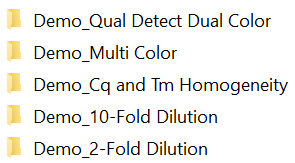 Demo_Qual Detect Dual Color
Demo_Multi Color
Demo_Cq and Tm Homogeneity
Demo_10-Fold Dilution
Demo_2-Fold Dilution